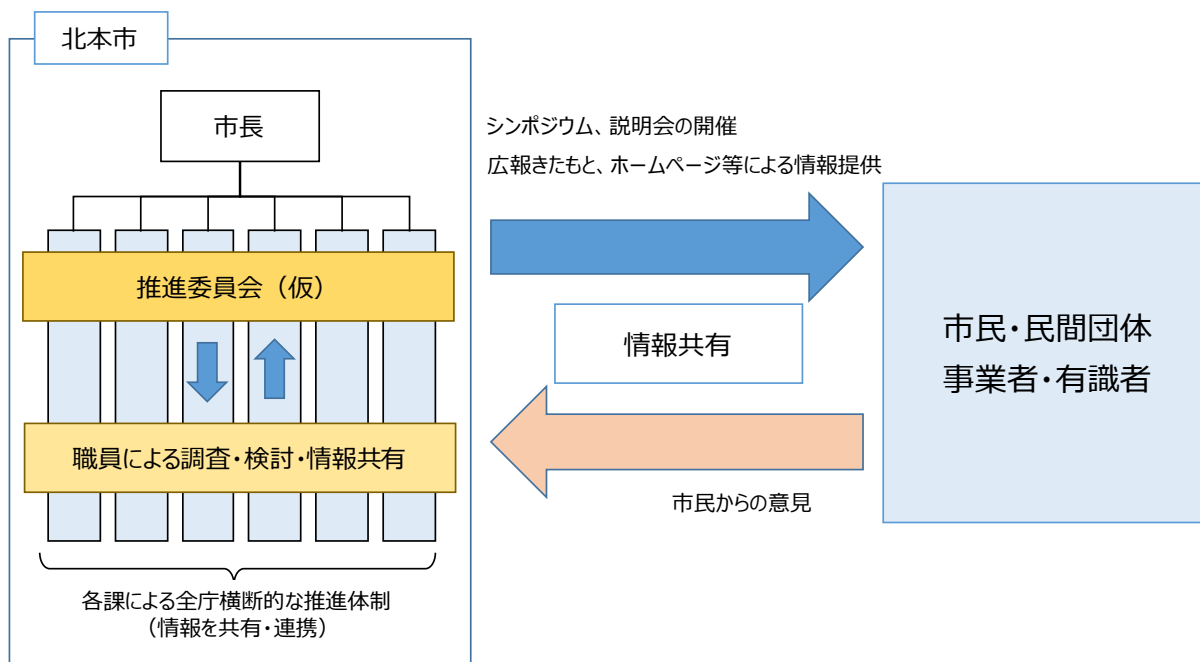 北本市
市長
シンポジウム、説明会の開催
広報きたもと、ホームページ等による情報提供
推進委員会（仮）
情報共有
市民・民間団体
事業者・有識者
職員による調査・検討・情報共有
市民からの意見
各課による全庁横断的な推進体制
（情報を共有・連携）